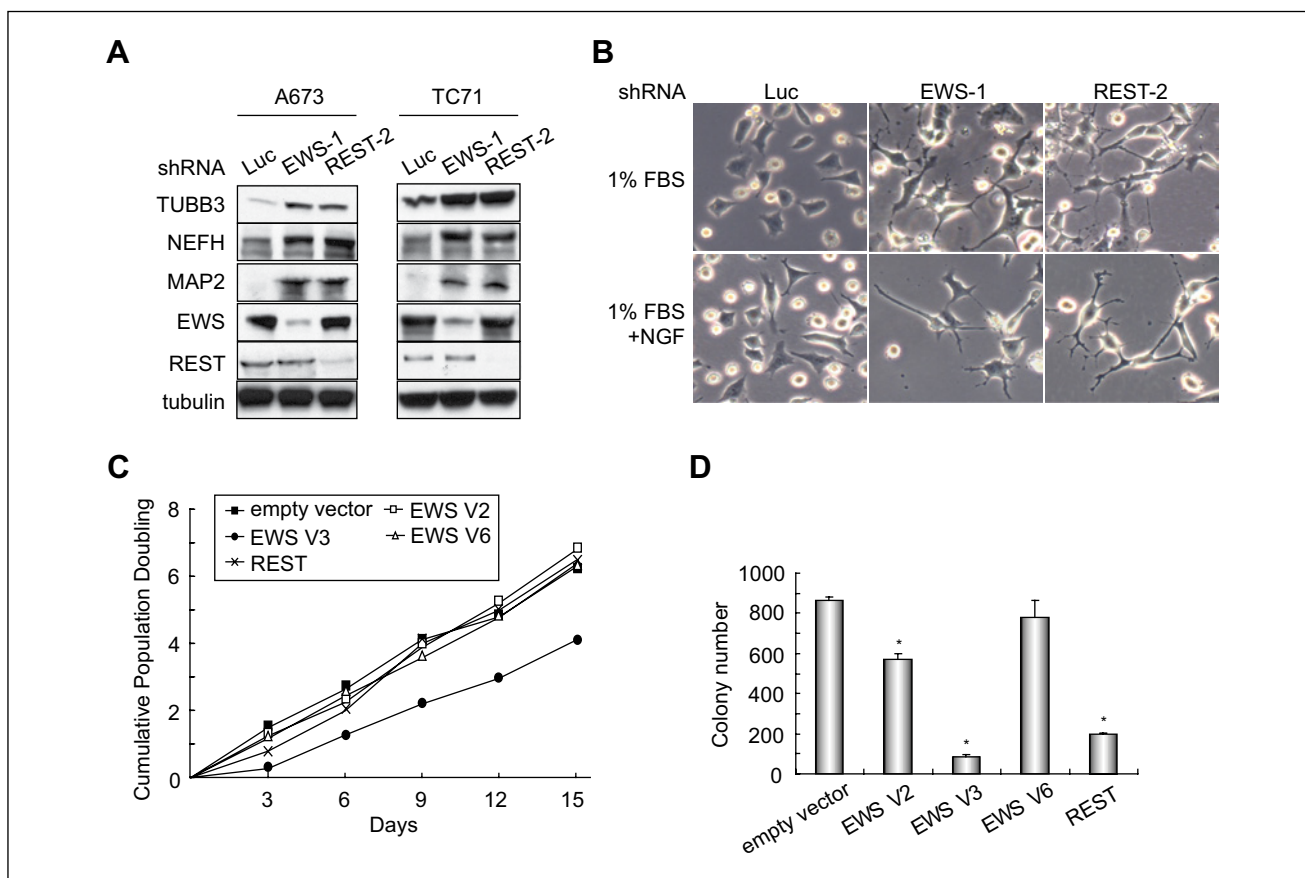 A
A673
TC71
shRNA
Luc
EWS-1
REST-2
Luc
EWS-1
REST-2
TUBB3
NEFH
MAP2
EWS
REST
tubulin
B
shRNA
Luc
EWS-1
REST-2
1% FBS
1% FBS
+NGF
C
Cumulative Population Doubling
8
6
4
2
0
empty vector
EWS V2
EWS V3
EWS V6
REST
3
6
9
12
15
Days
D
Colony number
1000
800
600
400
200
0
*
*
*
empty vector
EWS V2
EWS V3
EWS V6
REST